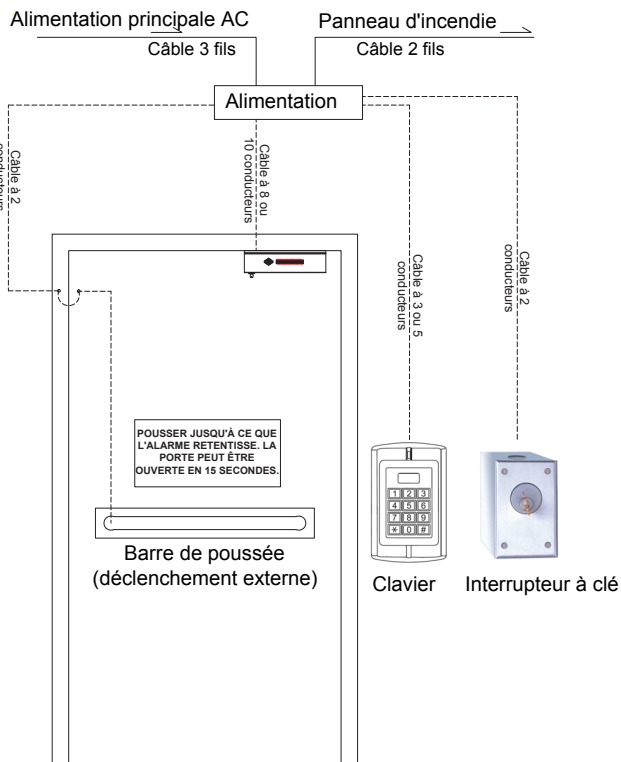 Alimentation principale AC
Câble 3 fils
Panneau d'incendie
Câble 2 fils
Alimentation
Câble à 2
conducteurs
Câble à 8 ou
10 conducteurs
Câble à 3 ou 5
conducteurs
Câble à 2
conducteurs
POUSSER JUSQU'À CE QUE
L'ALARME RETENTISSE. LA
PORTE PEUT ÊTRE
OUVERTE EN 15 SECONDES.
1 2 3
4 5 6
7 8 9
* 0 #
Barre de poussée
(déclenchement externe)
Clavier
Interrupteur à clé